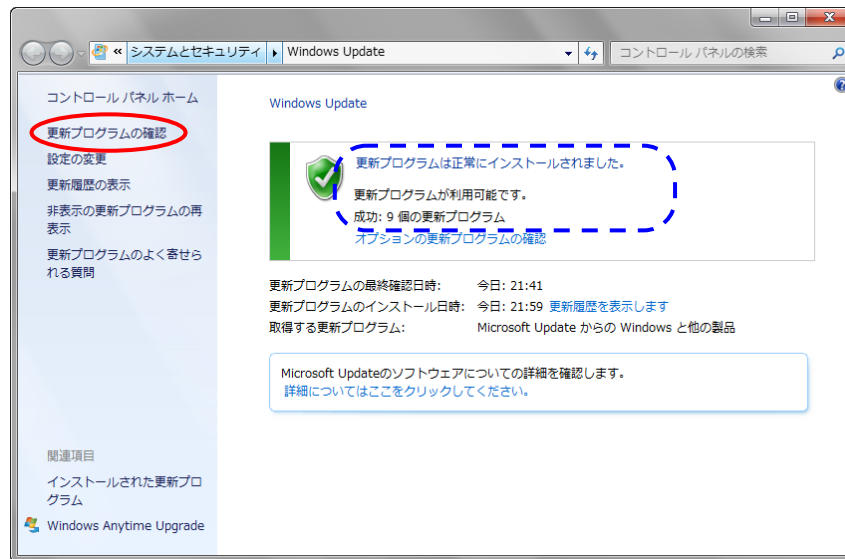 « システムとセキュリティ Windows Update
コントロール パネルの検索
コントロール パネル ホーム
更新プログラムの確認
設定の変更
更新履歴の表示
非表示の更新プログラムの再
表示
更新プログラムのよく寄せら
れる質問
関連項目
インストールされた更新プロ
グラム
Windows Anytime Upgrade
Windows Update
更新プログラムは正常にインストールされました。
更新プログラムが利用可能です。
成功: 9 個の更新プログラム
オプションの更新プログラムの確認
更新プログラムの最終確認日時: 今日: 21:41
更新プログラムのインストール日時: 今日: 21:59 更新履歴を表示します
取得する更新プログラム: Microsoft Update からの Windows と他の製品
Microsoft Updateのソフトウェアについての詳細を確認します。
詳細についてはここをクリックしてください。